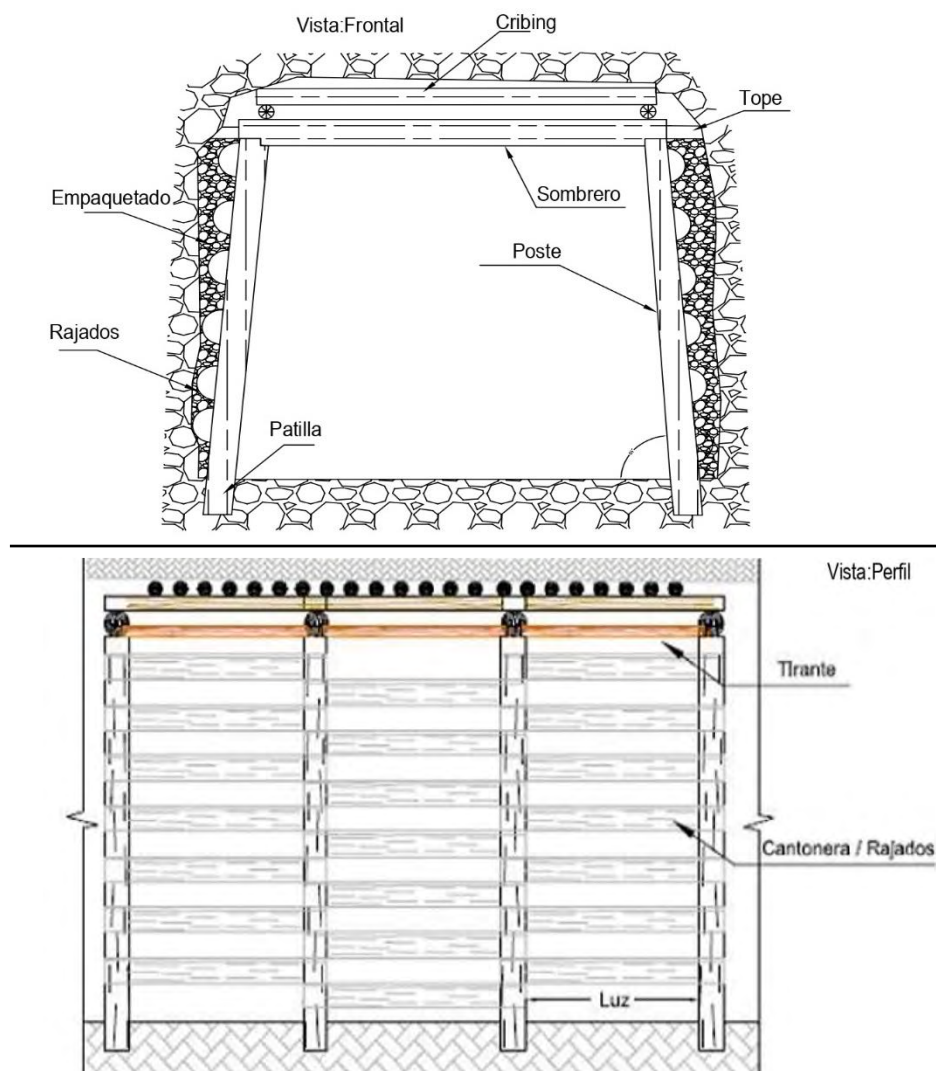 Vista:Frontal
Cribing
Tope
Empaquetado
Sombrero
Poste
Rajados
Patilla
Vista:Perfil
TIrante
Cantonera / Rajados
Luz